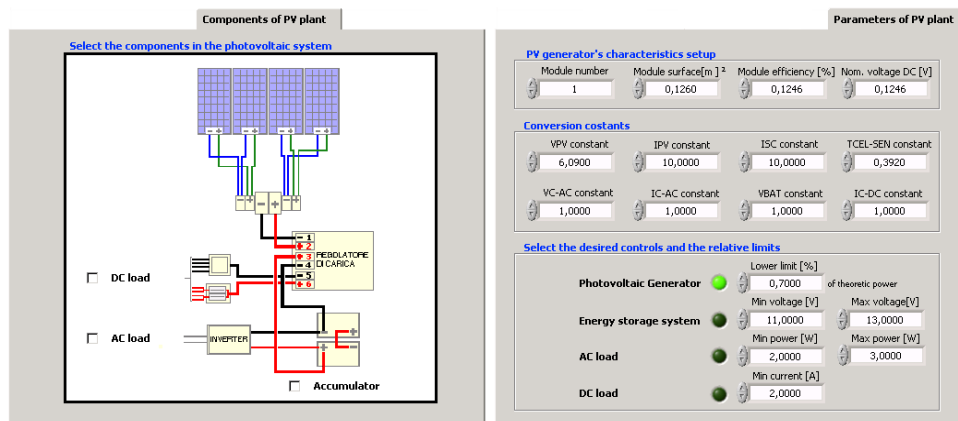 Components of PV plant
Select the components in the photovoltaic system
- + - + - + - +
- + - + - +
- 1
+ 2
+ 3
- 4
- 5
+ 6
REGOLATORE
DI CARICA
DC load
AC load
INVERTER
- +
+ -
Accumulator
Parameters of PV plant
PV generator's characteristics setup
Module number Module surface[m ] ² Module efficiency [%] Nom. voltage DC [V]
1 0,1260 0,1246 0,1246
Conversion costants
VPV constant IPV constant ISC constant TCEL-SEN constant
6,0900 10,0000 10,0000 0,3920
VC-AC constant IC-AC constant VBAT constant IC-DC constant
1,0000 1,0000 1,0000 1,0000
Select the desired controls and the relative limits
Lower limit [%]
Photovoltaic Generator 0,7000 of theoretic power
Min voltage [V] Max voltage[V]
Energy storage system 11,0000 13,0000
Min power [W] Max power [W]
AC load 2,0000 3,0000
Min current [A]
DC load 2,0000